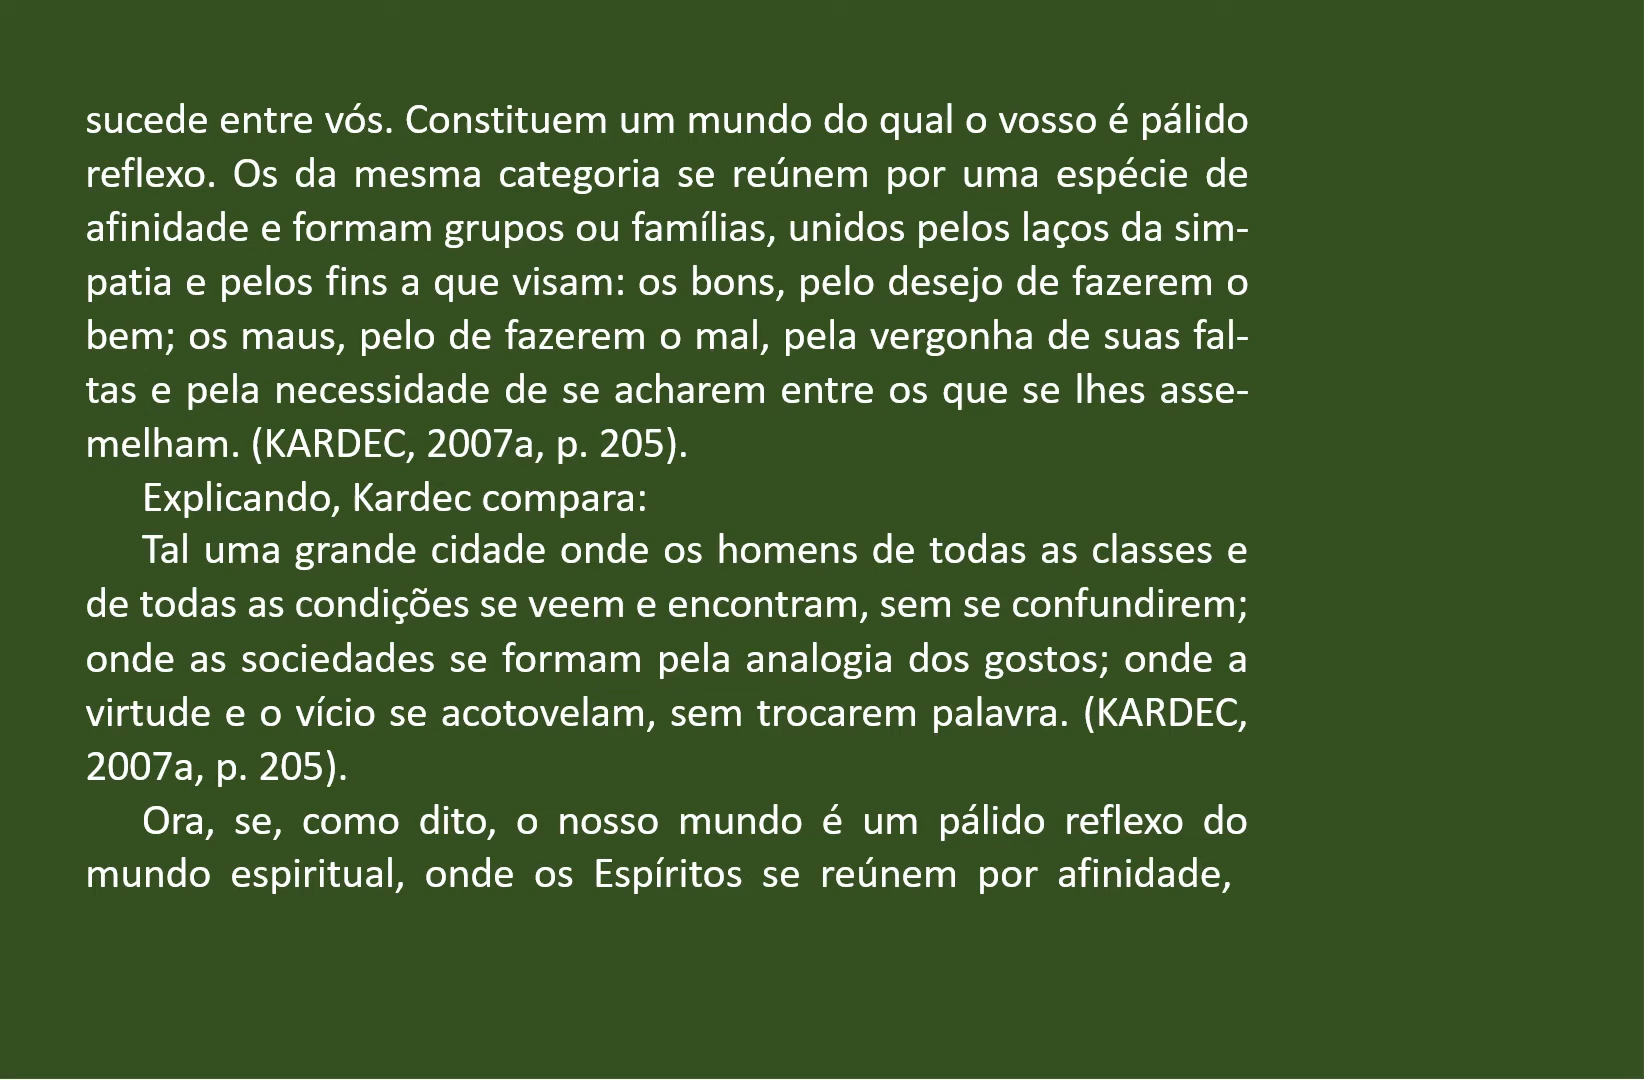 sucede entre vós. Constituem um mundo do qual o vosso é pálido
reflexo. Os da mesma categoria se reúnem por uma espécie de
afinidade e formam grupos ou famílias, unidos pelos laços da sim-
patia e pelos fins a que visam: os bons, pelo desejo de fazerem o
bem; os maus, pelo de fazerem o mal, pela vergonha de suas fal-
tas e pela necessidade de se acharem entre os que se lhes asse-
melham. (KARDEC, 2007a, p. 205).
Explicando, Kardec compara:
Tal uma grande cidade onde os homens de todas as classes e
de todas as condições se veem e encontram, sem se confundirem;
onde as sociedades se formam pela analogia dos gostos; onde a
virtude e o vício se acotovelam, sem trocarem palavra. (KARDEC,
2007a, p. 205).
Ora, se, como dito, o nosso mundo é um pálido reflexo do
mundo espiritual, onde os Espíritos se reúnem por afinidade,